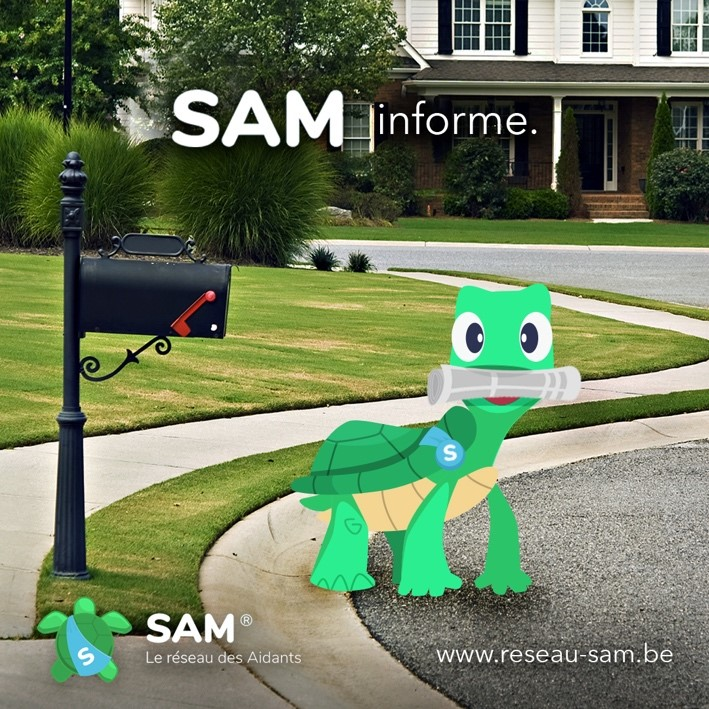 SAM informe.
S
S
SAM®
Le réseau des Aidants
www.reseau-sam.be